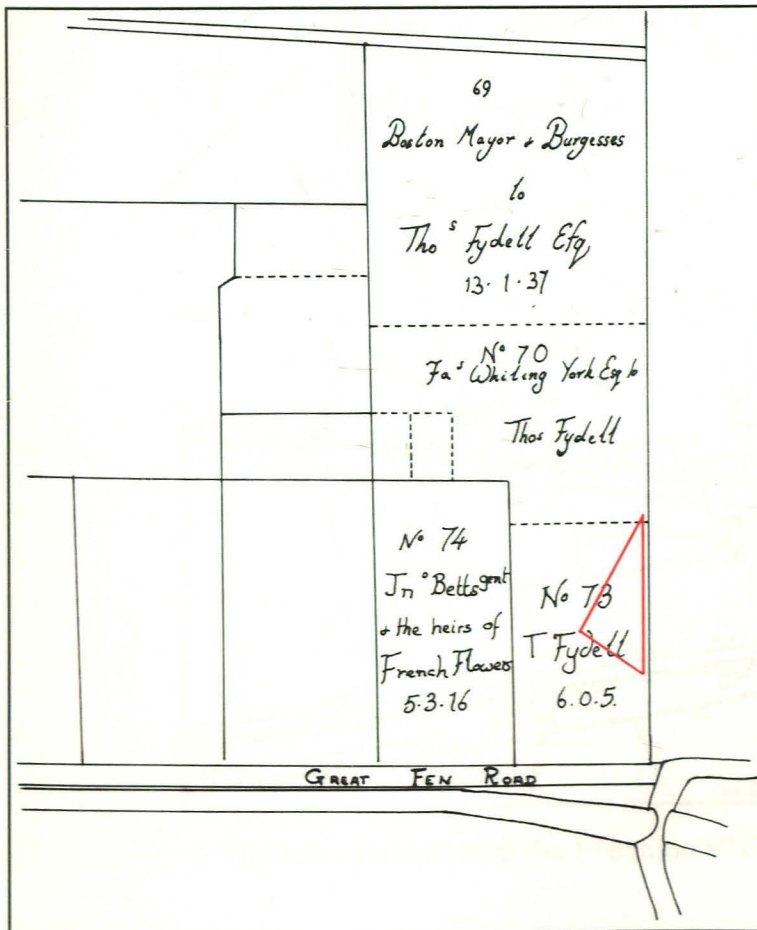 69
Boston Mayor & Burgesses
to
Thoˢ Fydell Esq,
13·1·37
Nº 70
Faˢ Whiting York Esq to
Thos Fydell
Nº 74
Jnº Betts gent
& the heirs of
French Flowers
5·3·16
No 73
T Fydell
6.0.5.
GREAT FEN ROAD